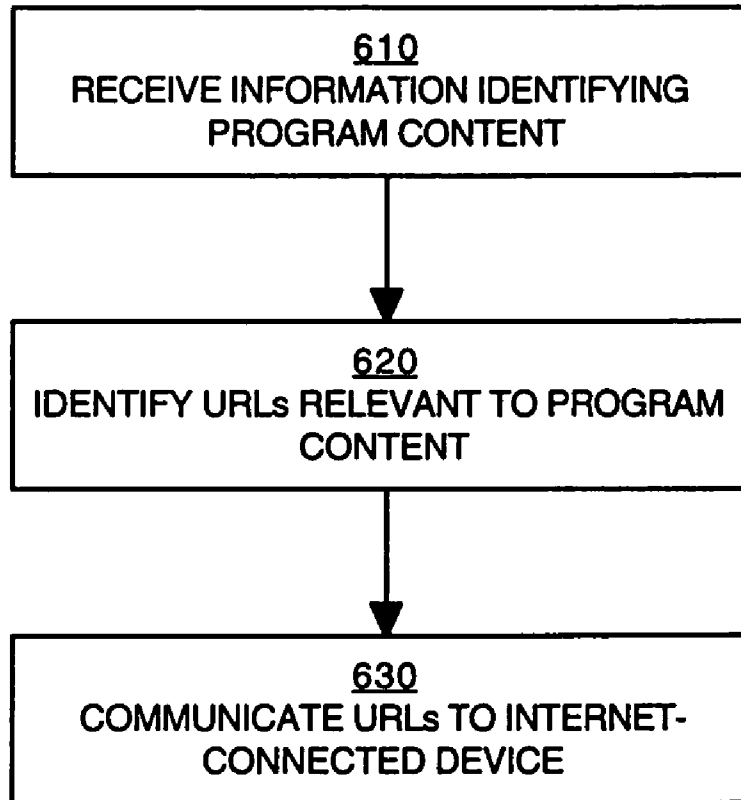 610
RECEIVE INFORMATION IDENTIFYING
PROGRAM CONTENT
620
IDENTIFY URLs RELEVANT TO PROGRAM
CONTENT
630
COMMUNICATE URLs TO INTERNET-
CONNECTED DEVICE